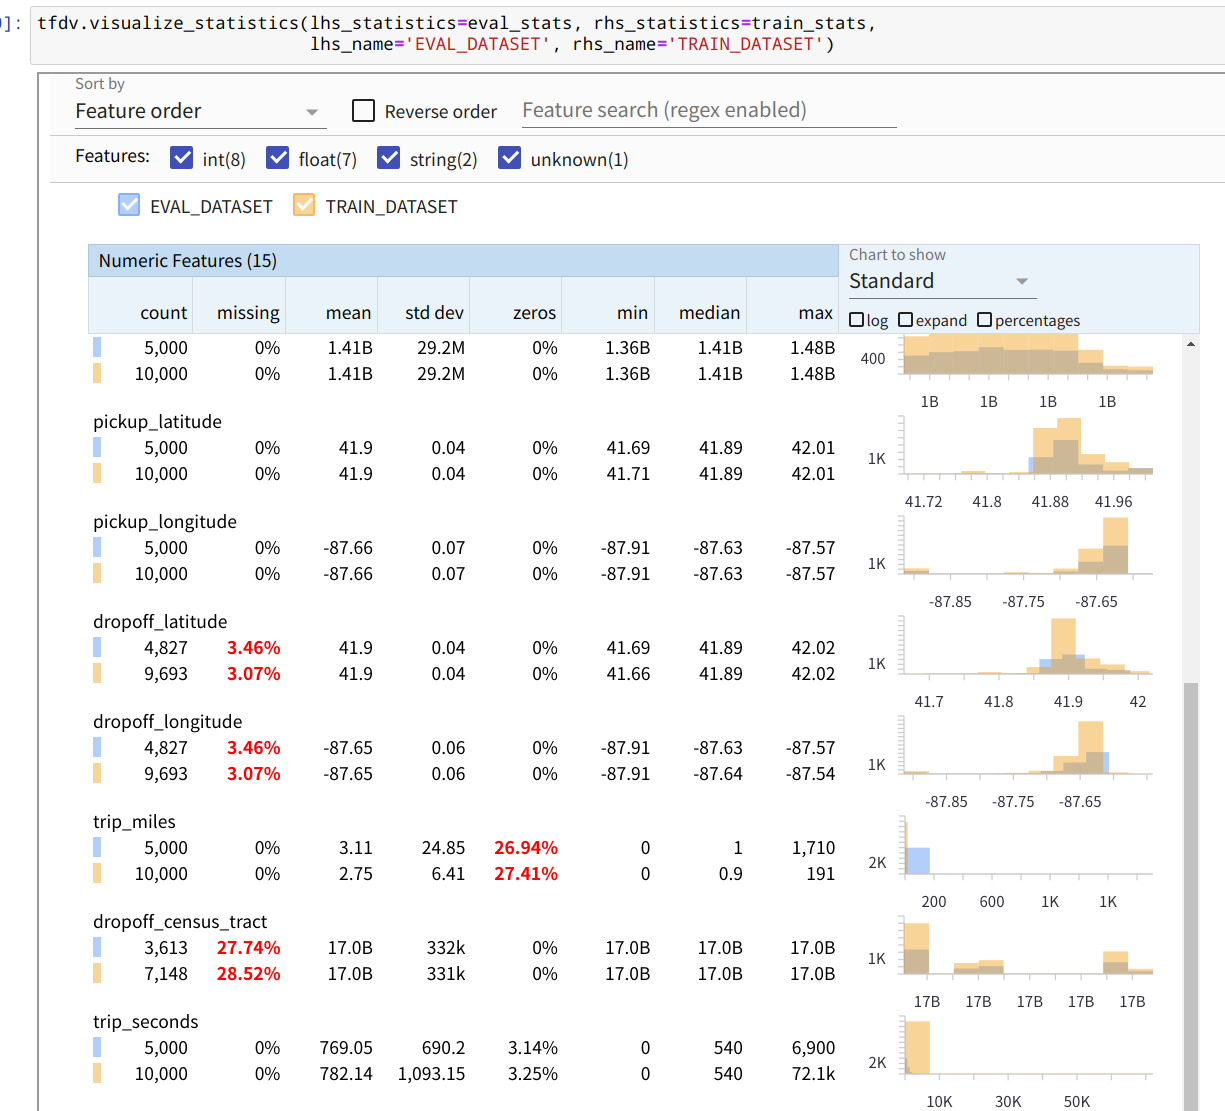 ]: tfdv.visualize_statistics(lhs_statistics=eval_stats, rhs_statistics=train_stats,
lhs_name='EVAL_DATASET', rhs_name='TRAIN_DATASET')
Sort by
Feature order Reverse order Feature search (regex enabled)
Features: int(8) float(7) string(2) unknown(1)
EVAL_DATASET TRAIN_DATASET
Numeric Features (15) Chart to show
Standard
count missing mean std dev zeros min median max log expand percentages
5,000 0% 1.41B 29.2M 0% 1.36B 1.41B 1.48B 400
10,000 0% 1.41B 29.2M 0% 1.36B 1.41B 1.48B
1B 1B 1B 1B
pickup_latitude
5,000 0% 41.9 0.04 0% 41.69 41.89 42.01 1K
10,000 0% 41.9 0.04 0% 41.71 41.89 42.01
41.72 41.8 41.88 41.96
pickup_longitude
5,000 0% -87.66 0.07 0% -87.91 -87.63 -87.57 1K
10,000 0% -87.66 0.07 0% -87.91 -87.63 -87.57
-87.85 -87.75 -87.65
dropoff_latitude
4,827 3.46% 41.9 0.04 0% 41.69 41.89 42.02 1K
9,693 3.07% 41.9 0.04 0% 41.66 41.89 42.02
41.7 41.8 41.9 42
dropoff_longitude
4,827 3.46% -87.65 0.06 0% -87.91 -87.63 -87.57 1K
9,693 3.07% -87.65 0.06 0% -87.91 -87.64 -87.54
-87.85 -87.75 -87.65
trip_miles
5,000 0% 3.11 24.85 26.94% 0 1 1,710 2K
10,000 0% 2.75 6.41 27.41% 0 0.9 191
200 600 1K 1K
dropoff_census_tract
3,613 27.74% 17.0B 332k 0% 17.0B 17.0B 17.0B 1K
7,148 28.52% 17.0B 331k 0% 17.0B 17.0B 17.0B
17B 17B 17B 17B 17B
trip_seconds
5,000 0% 769.05 690.2 3.14% 0 540 6,900 2K
10,000 0% 782.14 1,093.15 3.25% 0 540 72.1k
10K 30K 50K